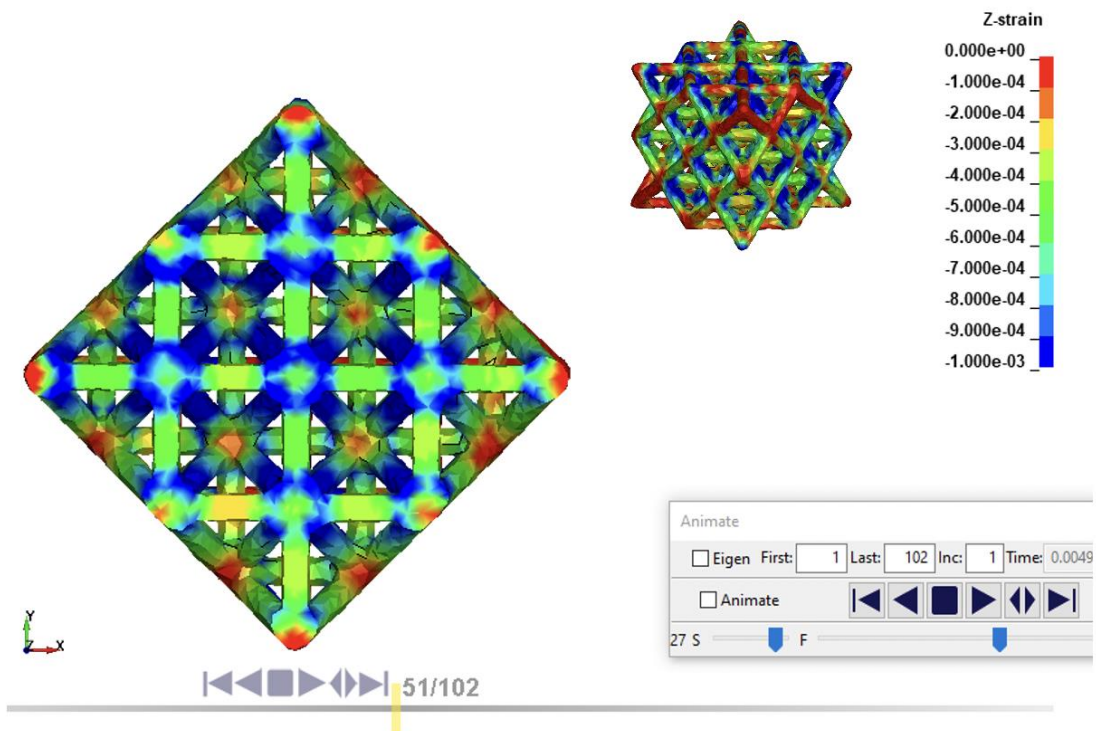 Z-strain
0.000e+00
-1.000e-04
-2.000e-04
-3.000e-04
-4.000e-04
-5.000e-04
-6.000e-04
-7.000e-04
-8.000e-04
-9.000e-04
-1.000e-03
Animate
Eigen First: 1 Last: 102 Inc: 1 Time: 0.0049
Animate
27 S F
Y
Z X
51/102